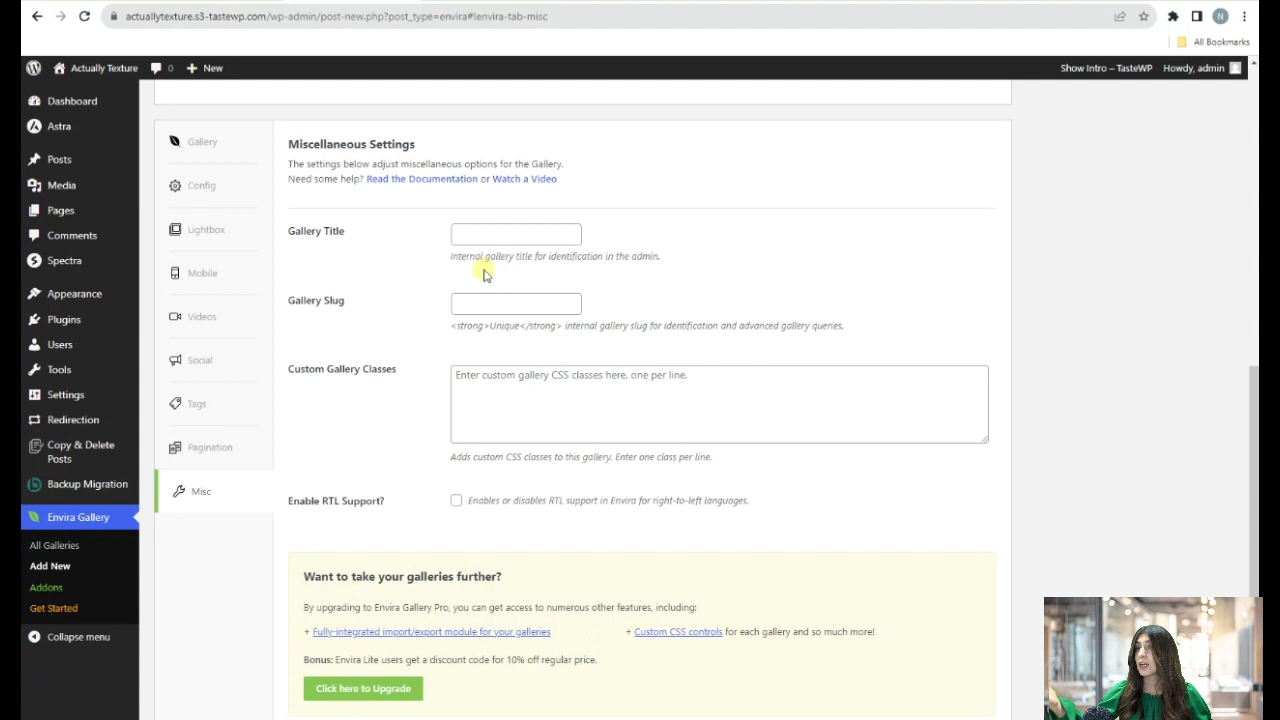 actuallytexture.s3-tastewp.com/wp-admin/post-new.php?post_type=envira#!envira-tab-misc
N
All Bookmarks
Actually Texture
0
New
Show Intro – TasteWP
Howdy, admin
Dashboard
Astra
Posts
Media
Pages
Comments
Spectra
Appearance
Plugins
Users
Tools
Settings
Redirection
Copy & Delete
Posts
Backup Migration
Envira Gallery
All Galleries
Add New
Addons
Get Started
Collapse menu
Gallery
Config
Lightbox
Mobile
Videos
Social
Tags
Pagination
Misc
Miscellaneous Settings
The settings below adjust miscellaneous options for the Gallery.
Need some help? Read the Documentation or Watch a Video
Gallery Title
Internal gallery title for identification in the admin.
Gallery Slug
<strong>Unique</strong> internal gallery slug for identification and advanced gallery queries.
Custom Gallery Classes
Enter custom gallery CSS classes here, one per line.
Adds custom CSS classes to this gallery. Enter one class per line.
Enable RTL Support?
Enables or disables RTL support in Envira for right-to-left languages.
Want to take your galleries further?
By upgrading to Envira Gallery Pro, you can get access to numerous other features, including:
+ Fully-integrated import/export module for your galleries
+ Custom CSS controls for each gallery and so much more!
Bonus: Envira Lite users get a discount code for 10% off regular price.
Click here to Upgrade